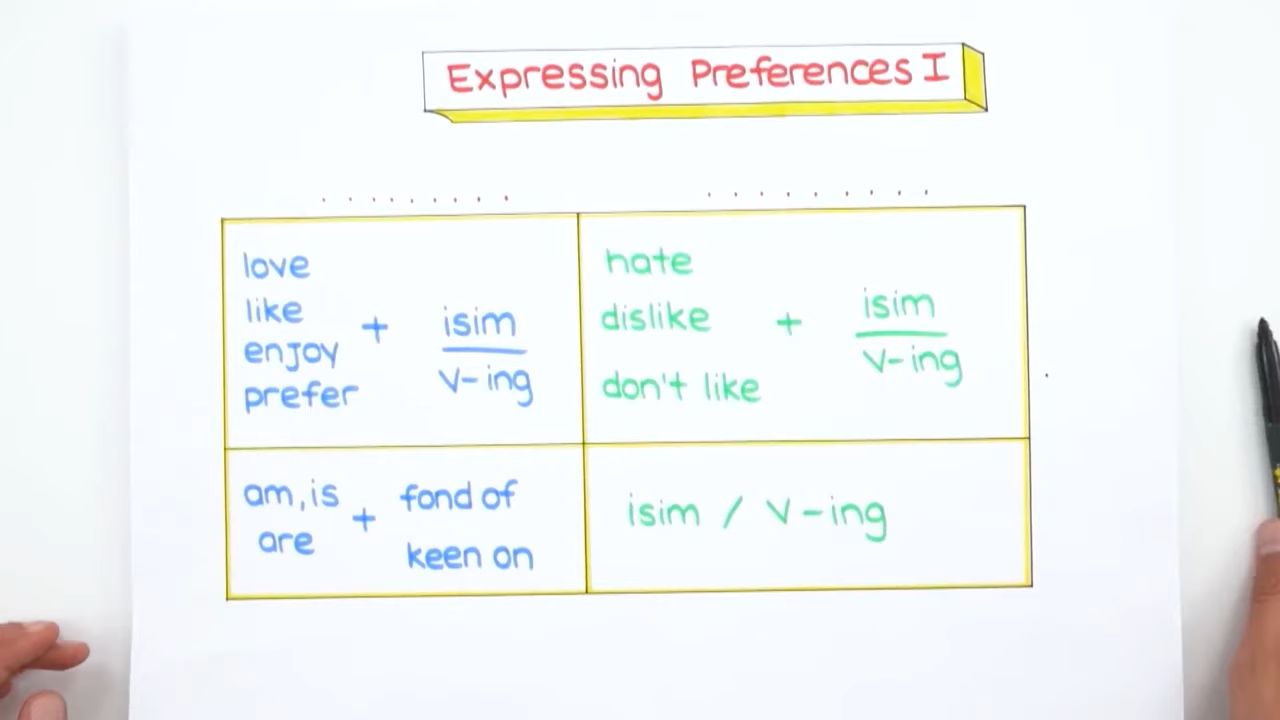 Expressing Preferences I
. . . . . . . . .
. . . . . . . . .
love
like
enjoy
prefer
+
isim
V-ing
hate
dislike
don't like
+
isim
V-ing
am, is
are
+
fond of
keen on
isim / V-ing